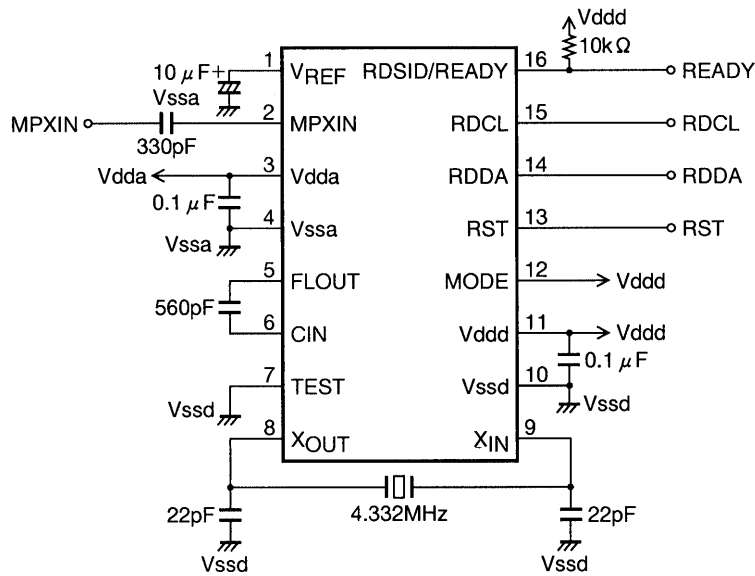 Vddd
10kΩ
10 μF+
1
VREF
RDSID/READY
16
READY
Vssa
MPXIN
2
MPXIN
RDCL
15
RDCL
330pF
Vdda
3
Vdda
RDDA
14
RDDA
0.1 μF
4
Vssa
RST
13
RST
Vssa
5
FLOUT
MODE
12
Vddd
560pF
6
CIN
Vddd
11
Vddd
0.1 μF
7
TEST
Vssd
10
Vssd
Vssd
8
XOUT
XIN
9
22pF
4.332MHz
22pF
Vssd
Vssd